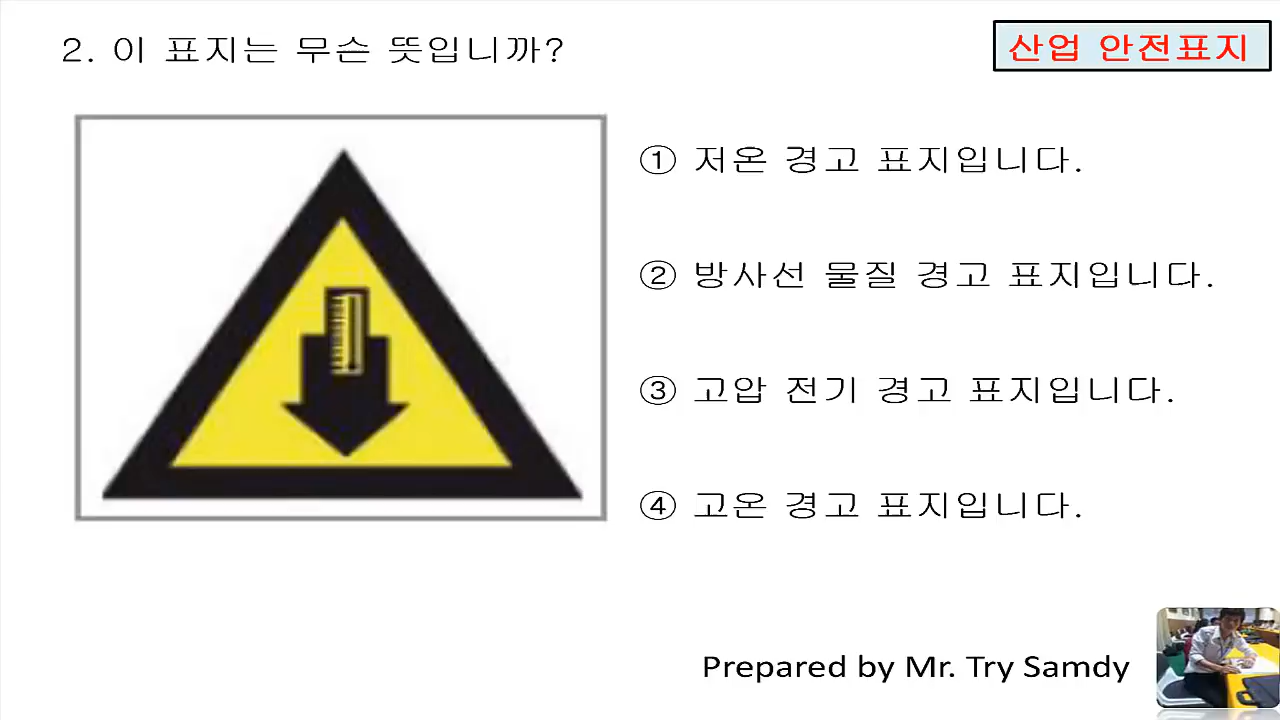 2. 이 표지는 무슨 뜻입니까?
산업 안전표지
① 저온 경고 표지입니다.
② 방사선 물질 경고 표지입니다.
③ 고압 전기 경고 표지입니다.
④ 고온 경고 표지입니다.
Prepared by Mr. Try Samdy